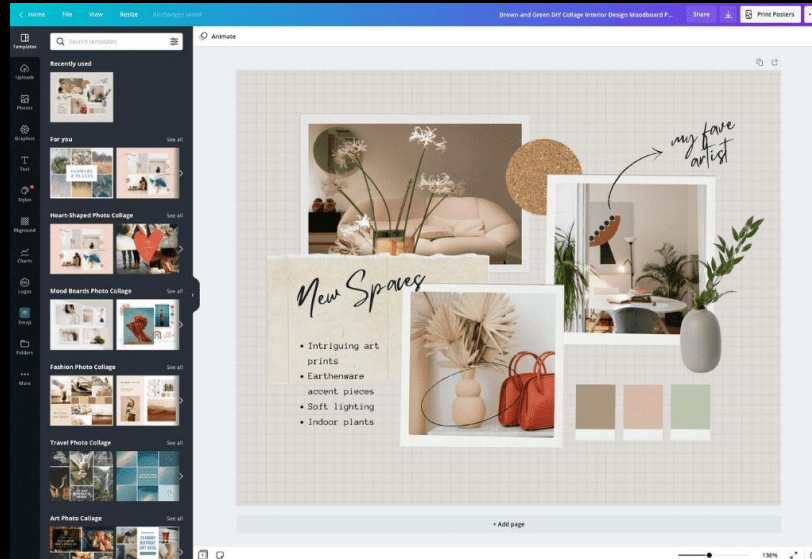 Home File View Resize All changes saved
Brown and Green DIY Collage Interior Design Moodboard P... Share Print Posters
Templates
Uploads
Photos
Graphics
Text
Styles
Bkground
Charts
Logos
Emoji
Folders
More
Search templates
Recently used
For you See all
FLOWERS
& PLANTS
Heart-Shaped Photo Collage See all
Mood Boards Photo Collage See all
Fashion Photo Collage See all
Travel Photo Collage See all
Art Photo Collage See all
Animate
my fave
artist
New Spaces
• Intriguing art
prints
• Earthenware
accent pieces
• Soft lighting
• Indoor plants
+ Add page
130%